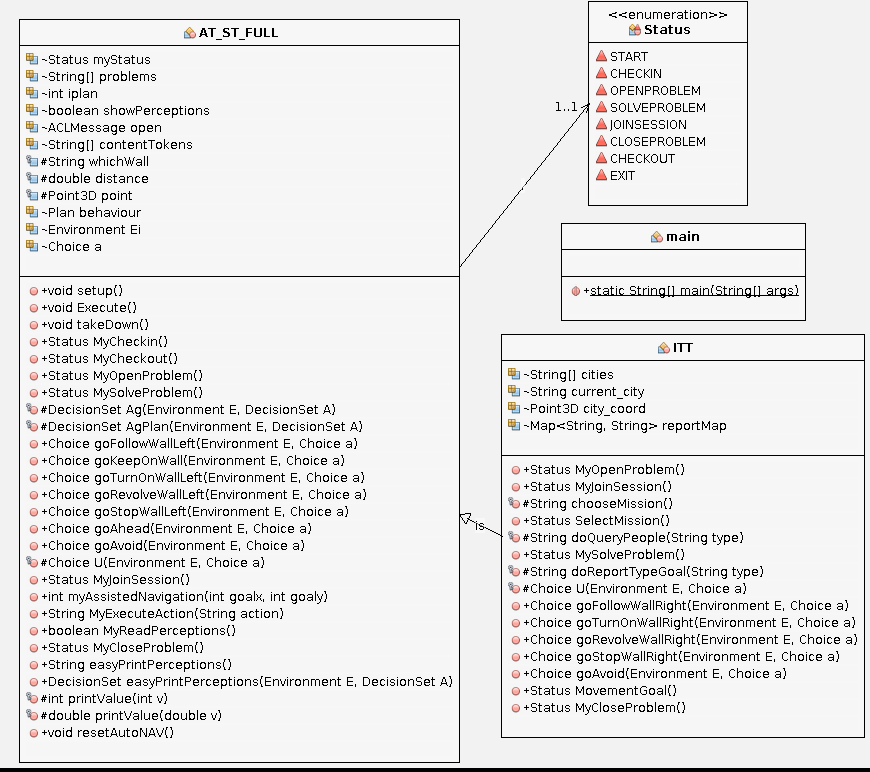 AT_ST_FULL
~Status myStatus
~String[] problems
~int iplan
~boolean showPerceptions
~ACLMessage open
~String[] contentTokens
#String whichWall
#double distance
#Point3D point
~Plan behaviour
~Environment Ei
~Choice a
+void setup()
+void Execute()
+void takeDown()
+Status MyCheckin()
+Status MyCheckout()
+Status MyOpenProblem()
+Status MySolveProblem()
#DecisionSet Ag(Environment E, DecisionSet A)
#DecisionSet AgPlan(Environment E, DecisionSet A)
+Choice goFollowWallLeft(Environment E, Choice a)
+Choice goKeepOnWall(Environment E, Choice a)
+Choice goTurnOnWallLeft(Environment E, Choice a)
+Choice goRevolveWallLeft(Environment E, Choice a)
+Choice goStopWallLeft(Environment E, Choice a)
+Choice goAhead(Environment E, Choice a)
+Choice goAvoid(Environment E, Choice a)
#Choice U(Environment E, Choice a)
+Status MyJoinSession()
+int myAssistedNavigation(int goalx, int goaly)
+String MyExecuteAction(String action)
+boolean MyReadPerceptions()
+Status MyCloseProblem()
+String easyPrintPerceptions()
+DecisionSet easyPrintPerceptions(Environment E, DecisionSet A)
#int printValue(int v)
#double printValue(double v)
+void resetAutoNAV()
1..1
<<enumeration>>
Status
START
CHECKIN
OPENPROBLEM
SOLVEPROBLEM
JOINSESSION
CLOSEPROBLEM
CHECKOUT
EXIT
main
+static String[] main(String[] args)
is
ITT
~String[] cities
~String current_city
~Point3D city_coord
~Map<String, String> reportMap
+Status MyOpenProblem()
+Status MyJoinSession()
#String chooseMission()
+Status SelectMission()
#String doQueryPeople(String type)
+Status MySolveProblem()
#String doReportTypeGoal(String type)
#Choice U(Environment E, Choice a)
+Choice goFollowWallRight(Environment E, Choice a)
+Choice goTurnOnWallRight(Environment E, Choice a)
+Choice goRevolveWallRight(Environment E, Choice a)
+Choice goStopWallRight(Environment E, Choice a)
+Choice goAvoid(Environment E, Choice a)
+Status MovementGoal()
+Status MyCloseProblem()